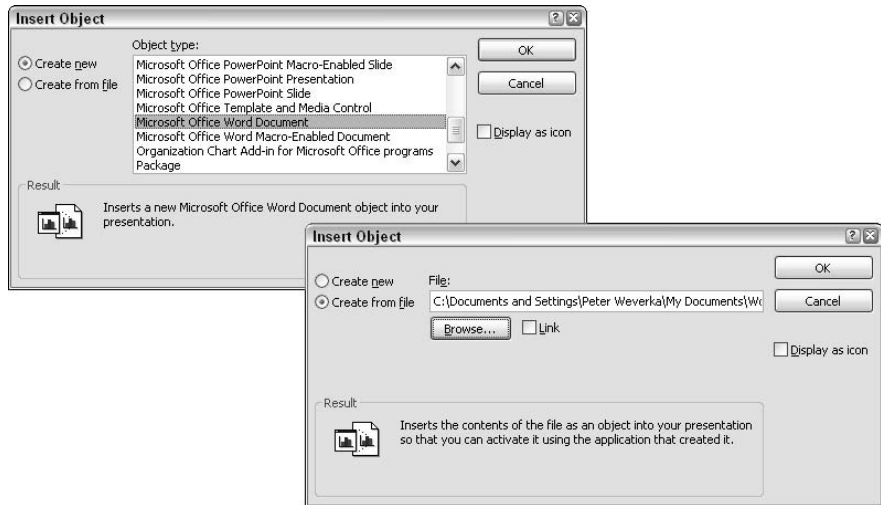 Insert Object
Object type:
Create new
Create from file
Microsoft Office PowerPoint Macro-Enabled Slide
Microsoft Office PowerPoint Presentation
Microsoft Office PowerPoint Slide
Microsoft Office Template and Media Control
Microsoft Office Word Document
Microsoft Office Word Macro-Enabled Document
Organization Chart Add-in for Microsoft Office programs
Package
OK
Cancel
Display as icon
Result
Inserts a new Microsoft Office Word Document object into your
presentation.
Insert Object
Create new
Create from file
File:
C:\Documents and Settings\Peter Weverka\My Documents\Wo
Browse...
Link
OK
Cancel
Display as icon
Result
Inserts the contents of the file as an object into your presentation
so that you can activate it using the application that created it.